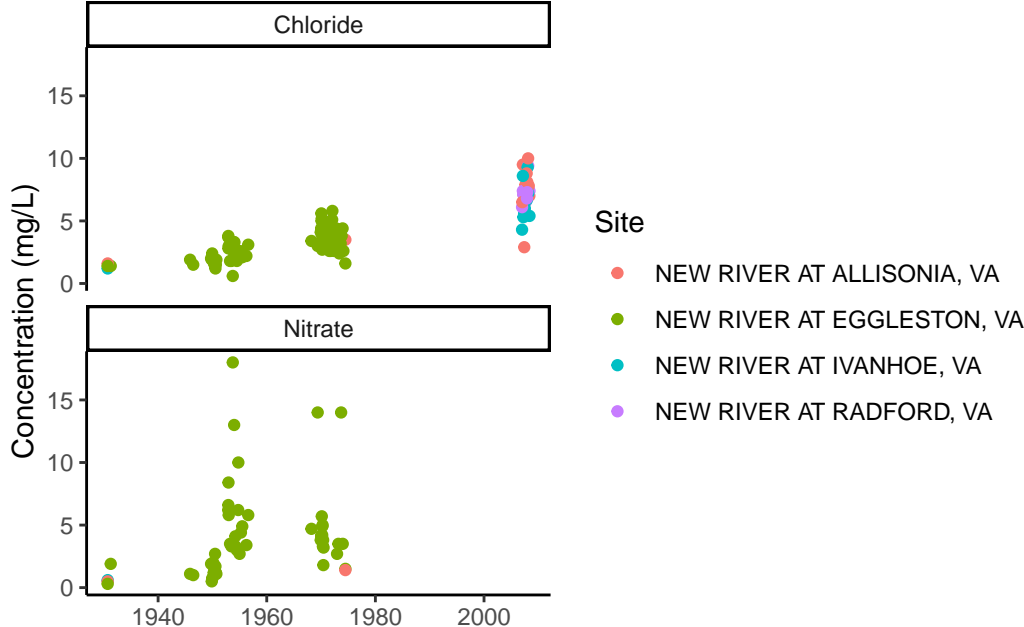 Chloride
15
10
5
0
Nitrate
15
10
5
0
1940
1960
1980
2000
Concentration (mg/L)
Site
NEW RIVER AT ALLISONIA, VA
NEW RIVER AT EGGLESTON, VA
NEW RIVER AT IVANHOE, VA
NEW RIVER AT RADFORD, VA